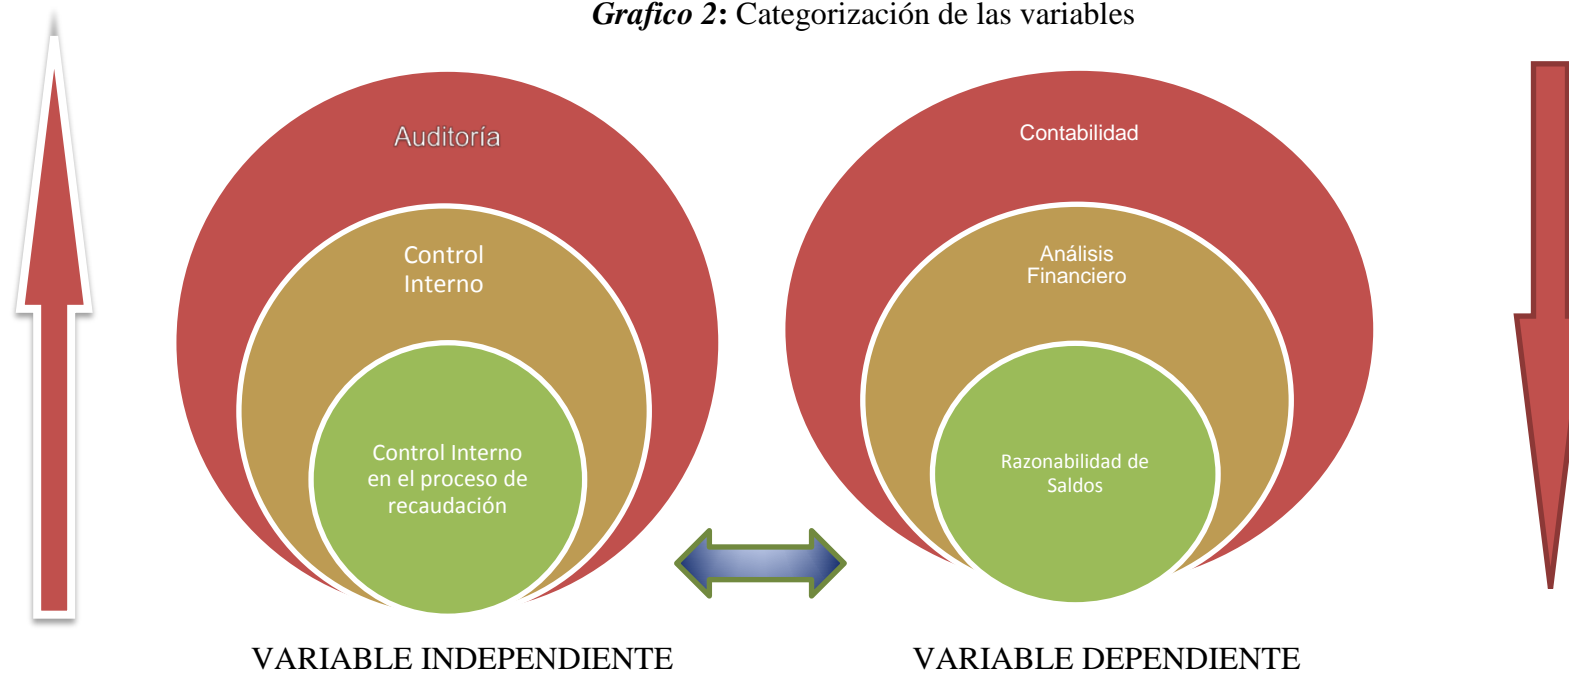 Grafico 2: Categorización de las variables
Auditoría
Control
Interno
Control Interno
en el proceso de
recaudación
Contabilidad
Análisis
Financiero
Razonabilidad de
Saldos
VARIABLE INDEPENDIENTE
VARIABLE DEPENDIENTE